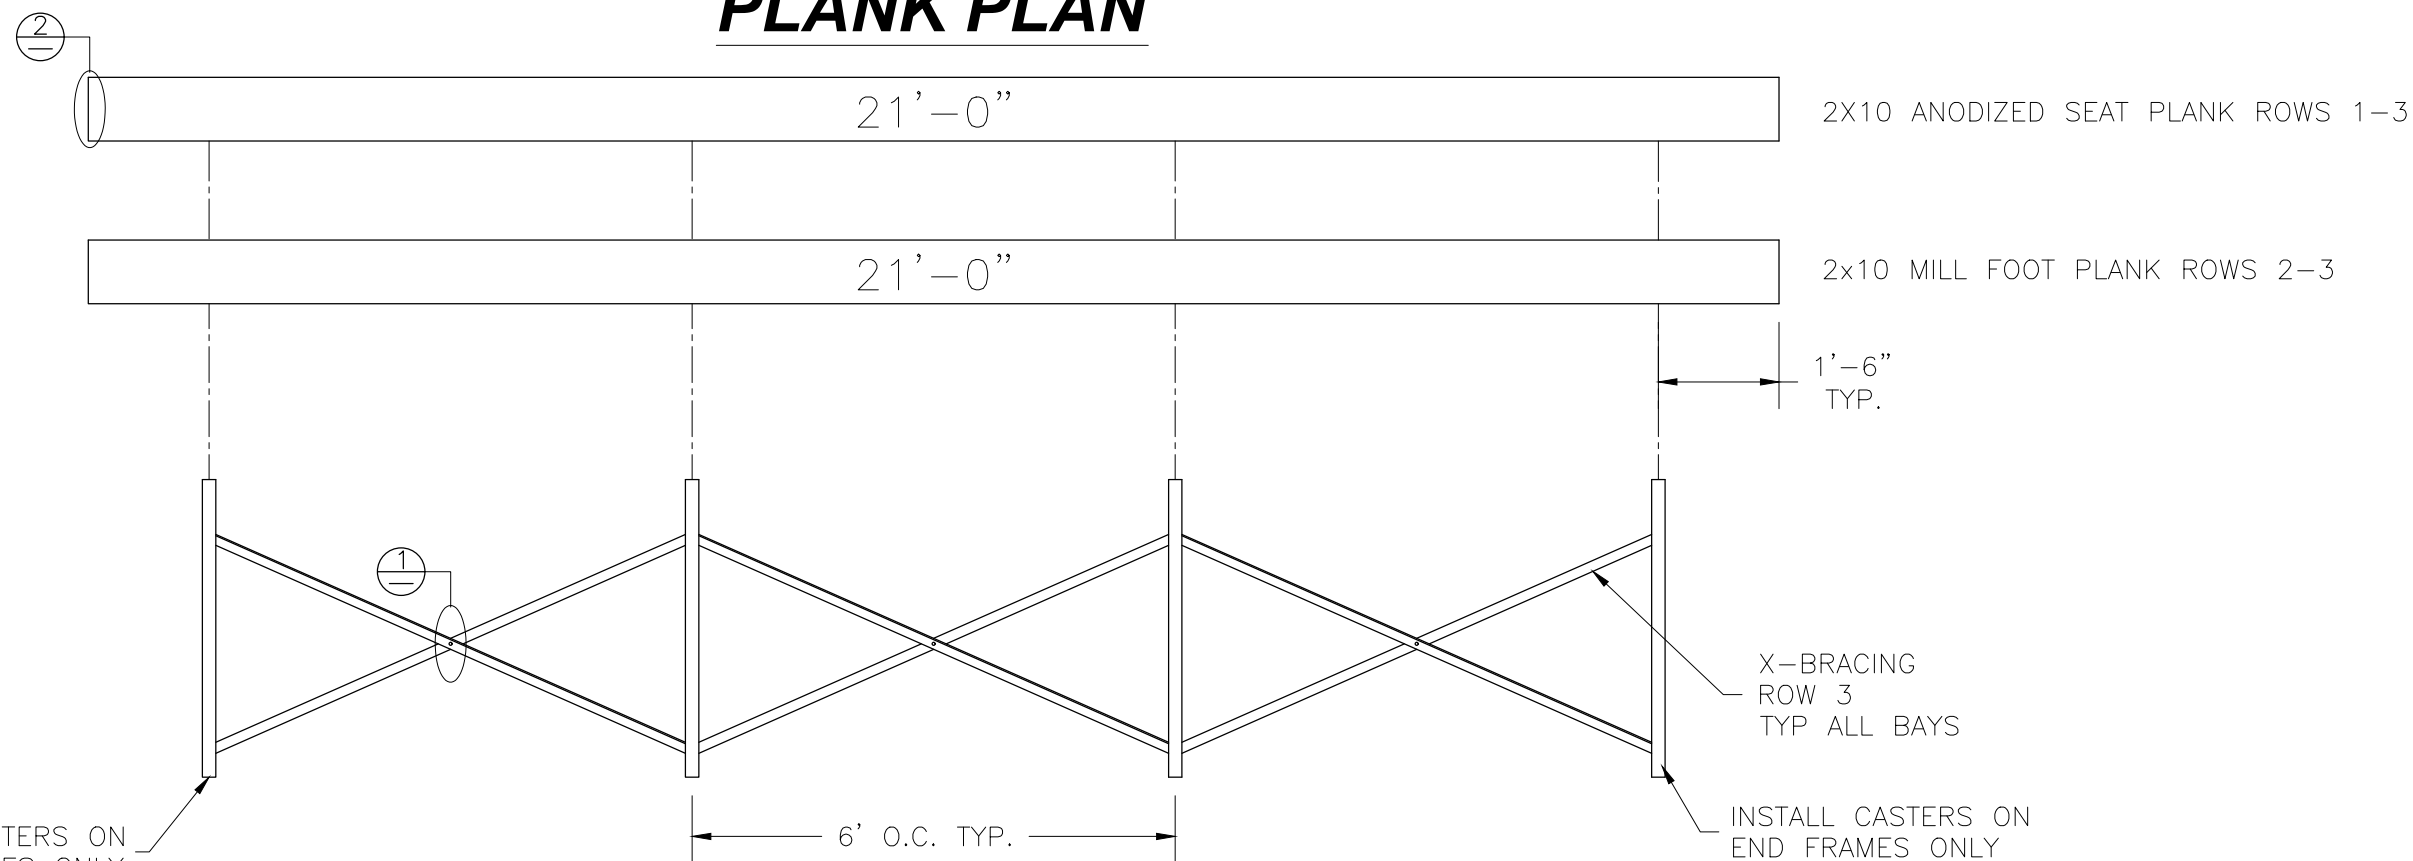 PLANK PLAN
2
21'-0"
2X10 ANODIZED SEAT PLANK ROWS 1-3
21'-0"
2x10 MILL FOOT PLANK ROWS 2-3
1'-6"
TYP.
1
X-BRACING
ROW 3
TYP ALL BAYS
TERS ON
ONLY
6' O.C. TYP.
INSTALL CASTERS ON
END FRAMES ONLY